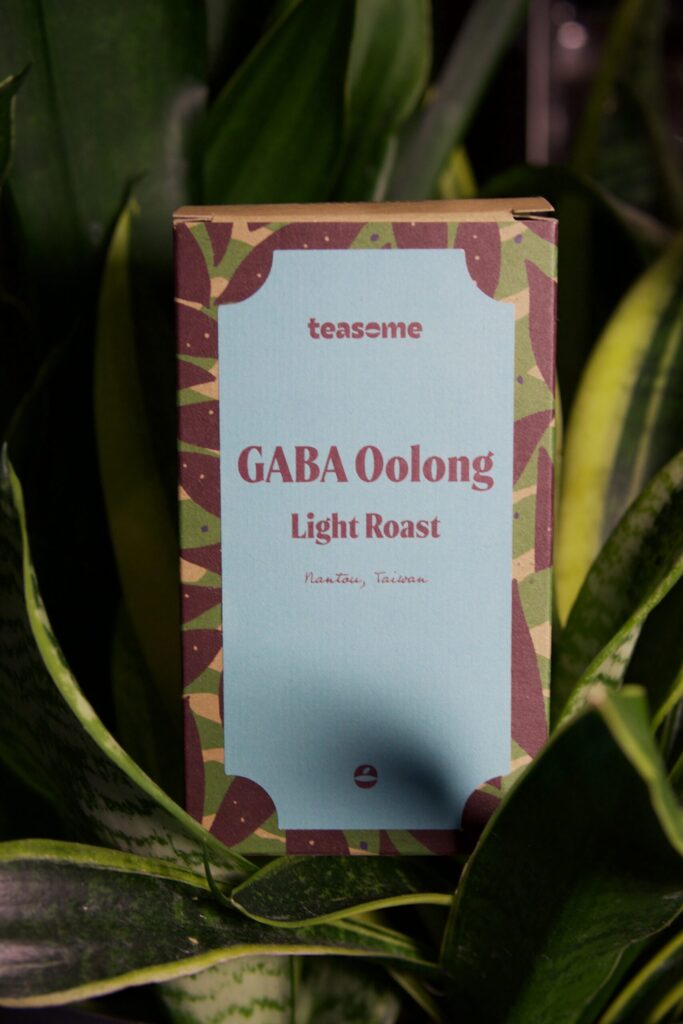 teasome
GABA Oolong
Light Roast
Nantou, Taiwan